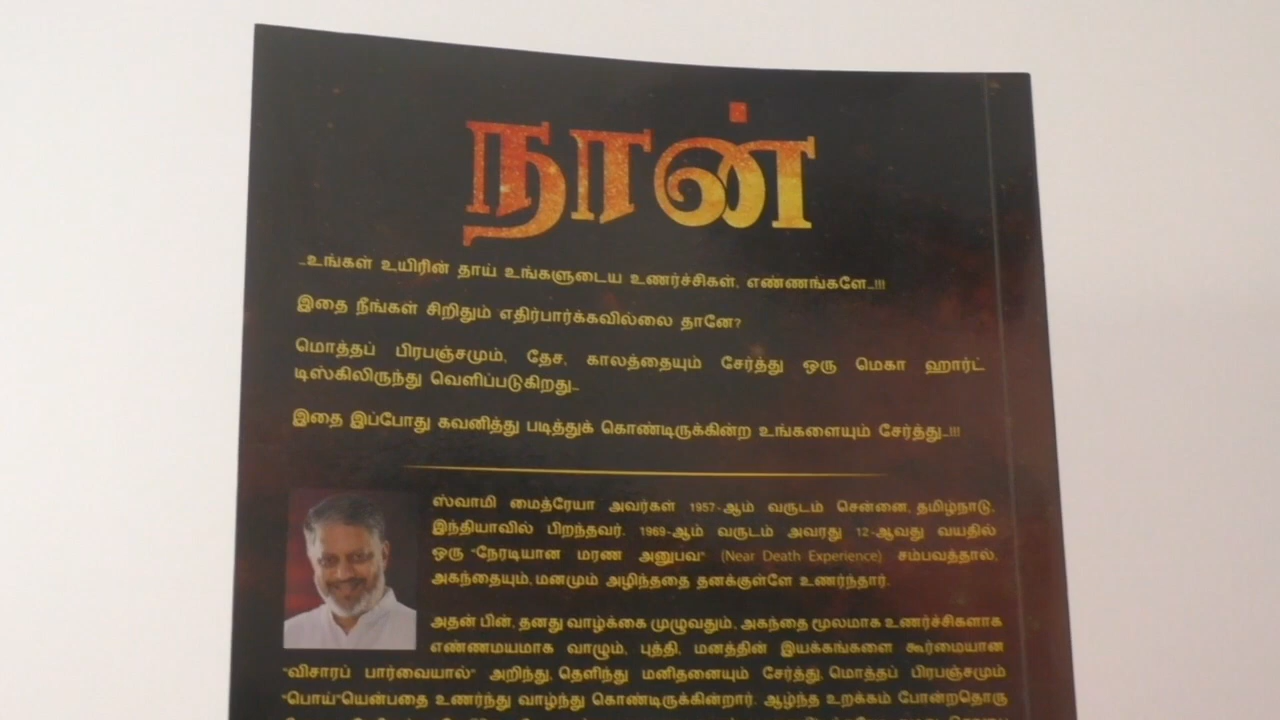 நான்
...உங்கள் உயிரின் தாய் உங்களுடைய உணர்ச்சிகள், எண்ணங்களே...!!!
இதை நீங்கள் சிறிதும் எதிர்பார்க்கவில்லை தானே?
மொத்தப் பிரபஞ்சமும், தேச, காலத்தையும் சேர்த்து ஒரு மெகா ஹார்ட்
டிஸ்கிலிருந்து வெளிப்படுகிறது...
இதை இப்போது கவனித்து படித்துக் கொண்டிருக்கின்ற உங்களையும் சேர்த்து...!!!
ஸ்வாமி மைத்ரேயா அவர்கள் 1957-ஆம் வருடம் சென்னை, தமிழ்நாடு,
இந்தியாவில் பிறந்தவர். 1969-ஆம் வருடம் அவரது 12-ஆவது வயதில்
ஒரு "நேரடியான மரண அனுபவ" (Near Death Experience) சம்பவத்தால்,
அகந்தையும், மனமும் அழிந்ததை தனக்குள்ளே உணர்ந்தார்.
அதன் பின், தனது வாழ்க்கை முழுவதும், அகந்தை மூலமாக உணர்ச்சிகளாக
எண்ணமயமாக வாழும், புத்தி, மனத்தின் இயக்கங்களை கூர்மையான
"விசாரப் பார்வையால்" அறிந்து, தெளிந்து மனிதனையும் சேர்த்து, மொத்தப் பிரபஞ்சமும்
"பொய்"யென்பதை உணர்ந்து வாழ்ந்து கொண்டிருக்கின்றார். ஆழ்ந்த உறக்கம் போன்றதொரு